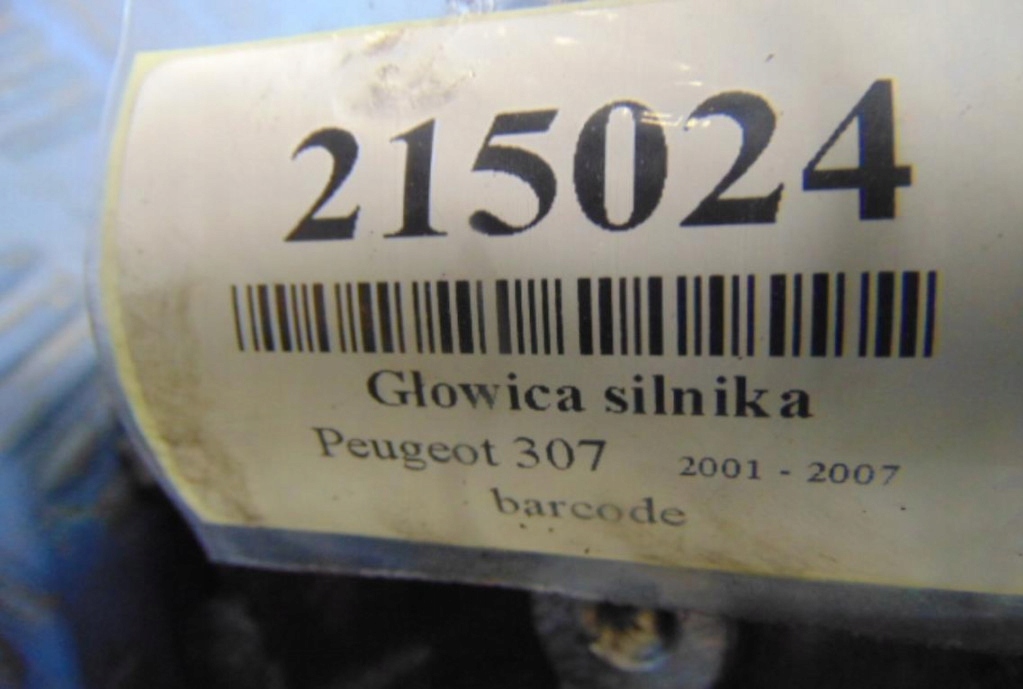 215024
Głowica silnika
Peugeot 307 2001 - 2007
barcode